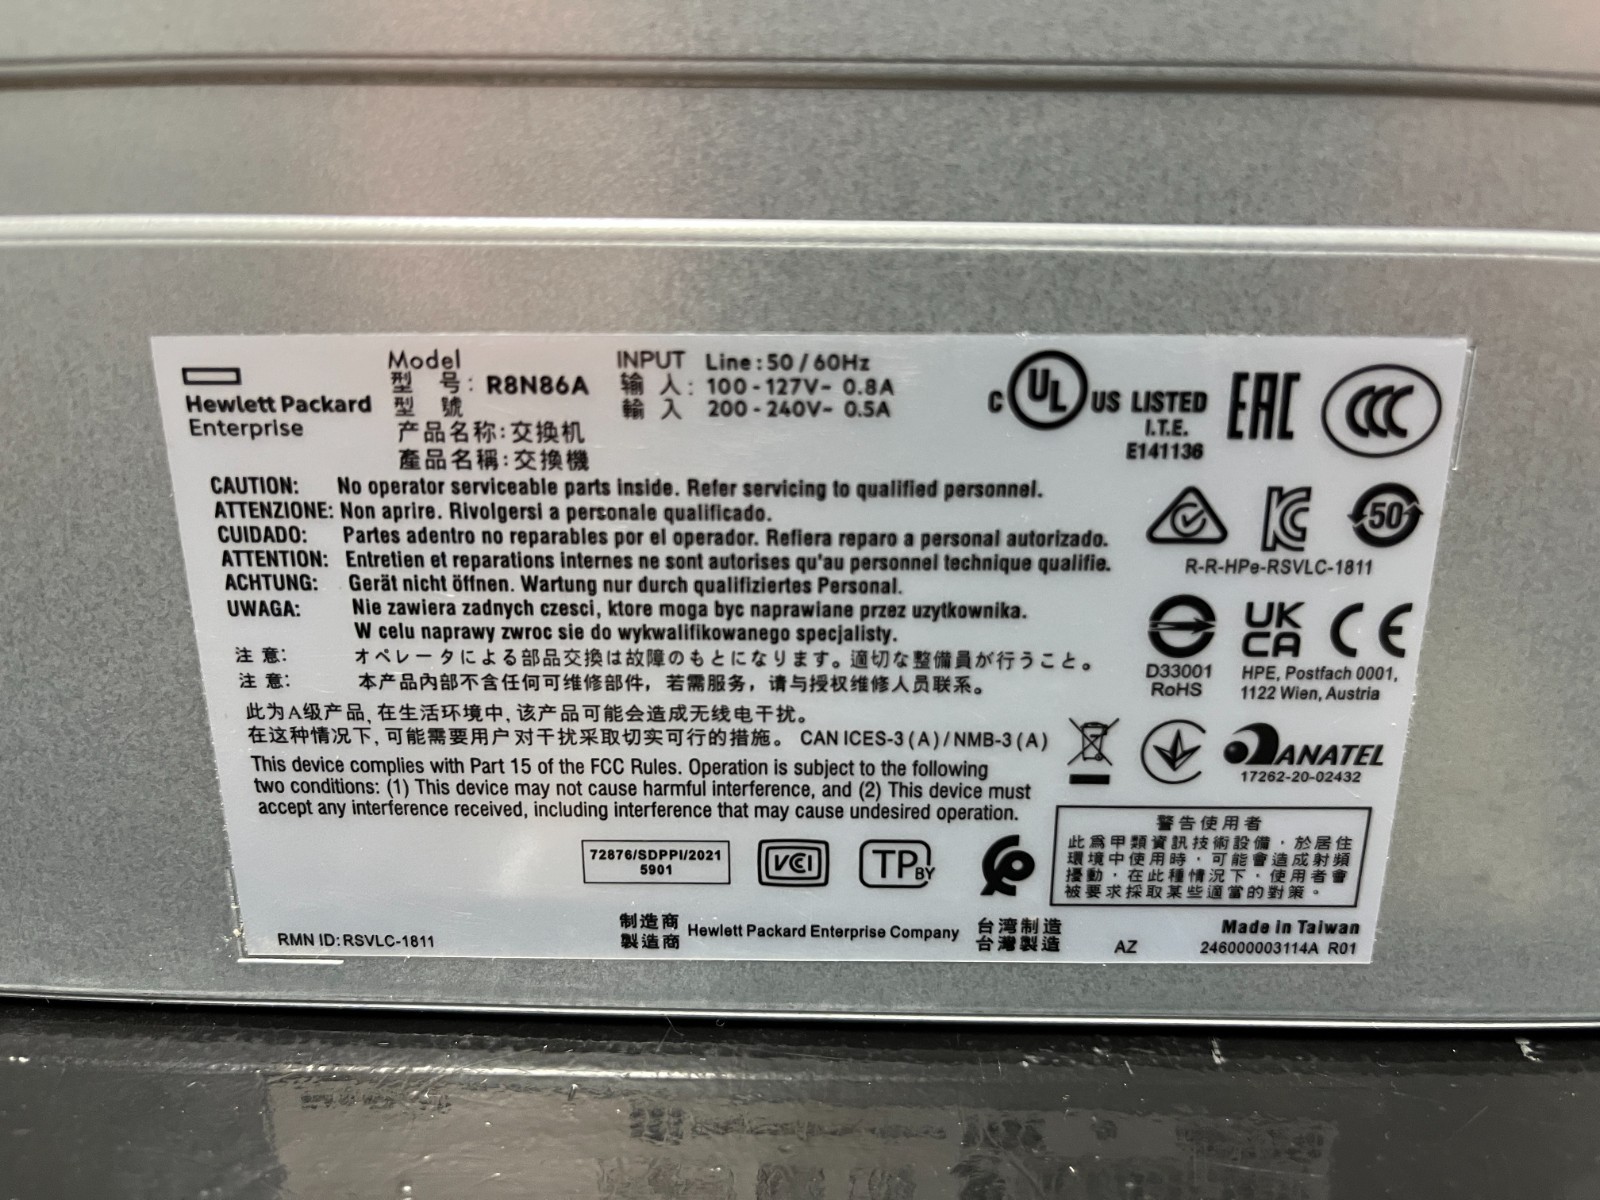 Hewlett Packard
Enterprise
Model
型 号: R8N86A
型 號
产品名称:交换机
產品名稱:交換機
INPUT Line:50/60Hz
输 入: 100-127V~ 0.8A
輸 入 200-240V~ 0.5A
C UL US LISTED
I.T.E.
E141136
EAC
CCC
CAUTION: No operator serviceable parts inside. Refer servicing to qualified personnel.
ATTENZIONE: Non aprire. Rivolgersi a personale qualificado.
CUIDADO: Partes adentro no reparables por el operador. Refiera reparo a personal autorizado.
ATTENTION: Entretien et reparations internes ne sont autorises qu'au personnel technique qualifie.
ACHTUNG: Gerät nicht öffnen. Wartung nur durch qualifiziertes Personal.
UWAGA: Nie zawiera zadnych czesci, ktore moga byc naprawiane przez uzytkownika.
W celu naprawy zwroc sie do wykwalifikowanego specjalisty.
注 意: オペレータによる部品交換は故障のもとになります。適切な整備員が行うこと。
注 意: 本产品内部不含任何可维修部件，若需服务，请与授权维修人员联系。
此为A级产品, 在生活环境中, 该产品可能会造成无线电干扰。
在这种情况下, 可能需要用户对干扰采取切实可行的措施。 CAN ICES-3 (A) / NMB-3 (A)
This device complies with Part 15 of the FCC Rules. Operation is subject to the following
two conditions: (1) This device may not cause harmful interference, and (2) This device must
accept any interference received, including interference that may cause undesired operation.
KC
50
R-R-HPe-RSVLC-1811
D33001
RoHS
UK
CA
CE
HPE, Postfach 0001,
1122 Wien, Austria
ANATEL
17262-20-02432
72876/SDPPI/2021
5901
VCCI
TP BY
警告使用者
此為甲類資訊技術設備，於居住
環境中使用時，可能會造成射頻
擾動，在此種情況下，使用者會
被要求採取某些適當的對策。
RMN ID: RSVLC-1811
制造商
製造商 Hewlett Packard Enterprise Company
台湾制造
台灣製造
AZ
Made in Taiwan
246000003114A R01